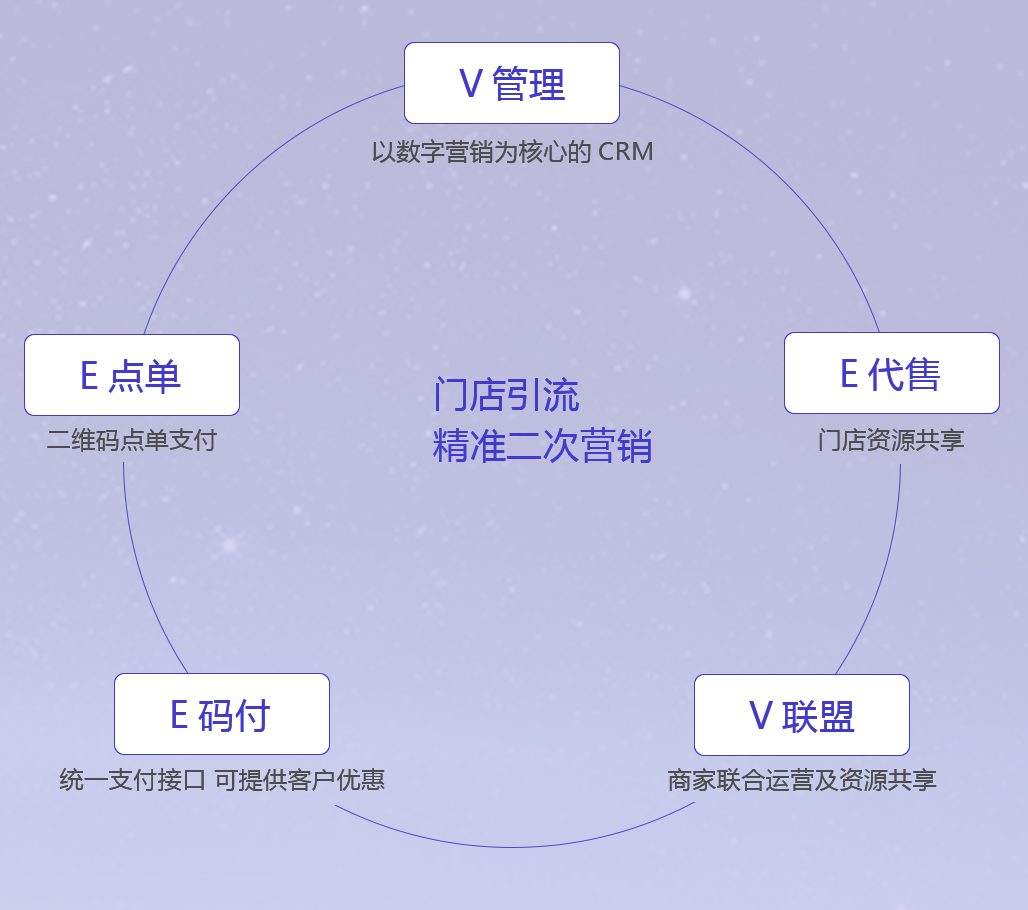 V 管理
以数字营销为核心的 CRM
E 点单
二维码点单支付
E 代售
门店资源共享
门店引流
精准二次营销
E 码付
统一支付接口 可提供客户优惠
V 联盟
商家联合运营及资源共享